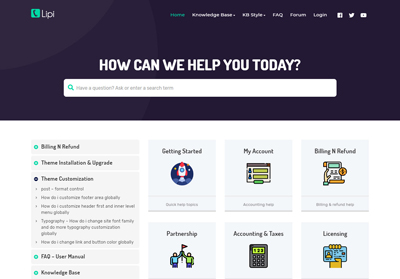 Lipi
Home Knowledge Base KB Style FAQ Forum Login
HOW CAN WE HELP YOU TODAY?
Have a question? Ask or enter a search term
Billing N Refund
Theme Installation & Upgrade
Theme Customization
post – format control
How do i customize footer area globally
How do i customize header first and inner level
menu globally
Typography – How do i change site font family
and do more typography customization
globally
How do i change link and button color globally
FAQ – User Manual
Knowledge Base
Getting Started
Quick help topics
My Account
Accounting help
Billing N Refund
Billing & refund help
Partnership
Accounting & Taxes
Licensing